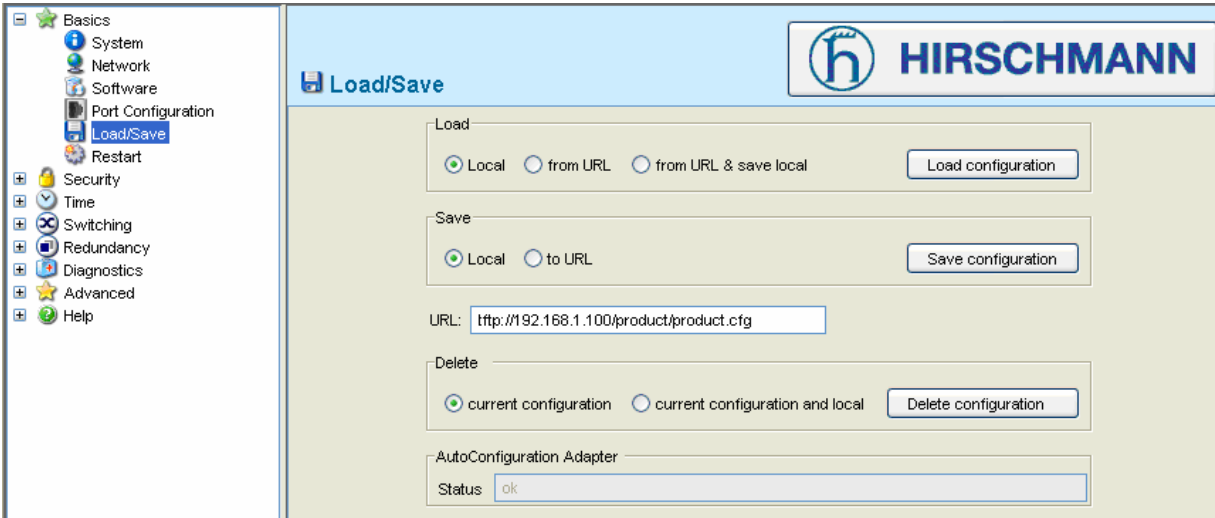 Basics
System
Network
Software
Port Configuration
Load/Save
Restart
Security
Time
Switching
Redundancy
Diagnostics
Advanced
Help
Load/Save
HIRSCHMANN
Load
Local from URL from URL & save local Load configuration
Save
Local to URL Save configuration
URL: tftp://192.168.1.100/product/product.cfg
Delete
current configuration current configuration and local Delete configuration
AutoConfiguration Adapter
Status ok